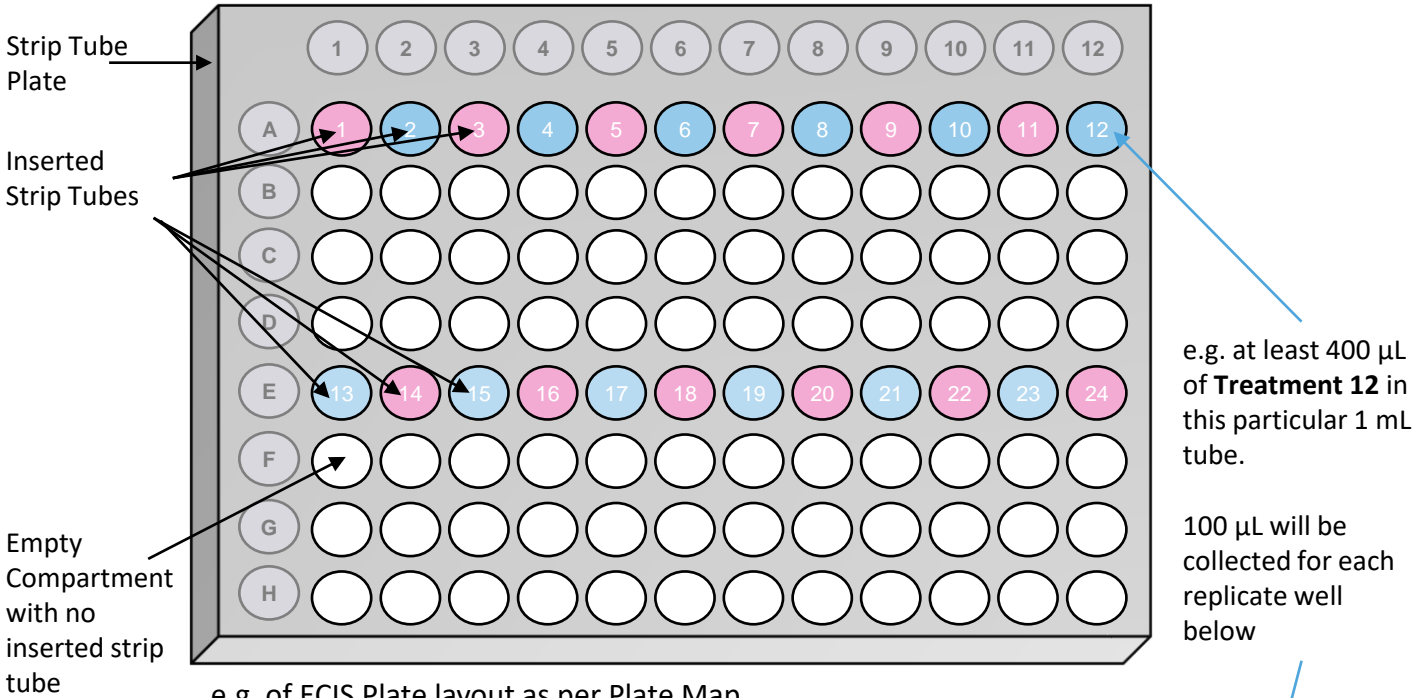 Strip Tube
Plate
1 2 3 4 5 6 7 8 9 10 11 12
A 1 2 3 4 5 6 7 8 9 10 11 12
Inserted
Strip Tubes
B
C
D
E 13 14 15 16 17 18 19 20 21 22 23 24
F
G
H
Empty
Compartment
with no
inserted strip
tube
e.g. at least 400 µL
of Treatment 12 in
this particular 1 mL
tube.
100 µL will be
collected for each
replicate well
below
e.g. of ECIS Plate layout as per Plate Map